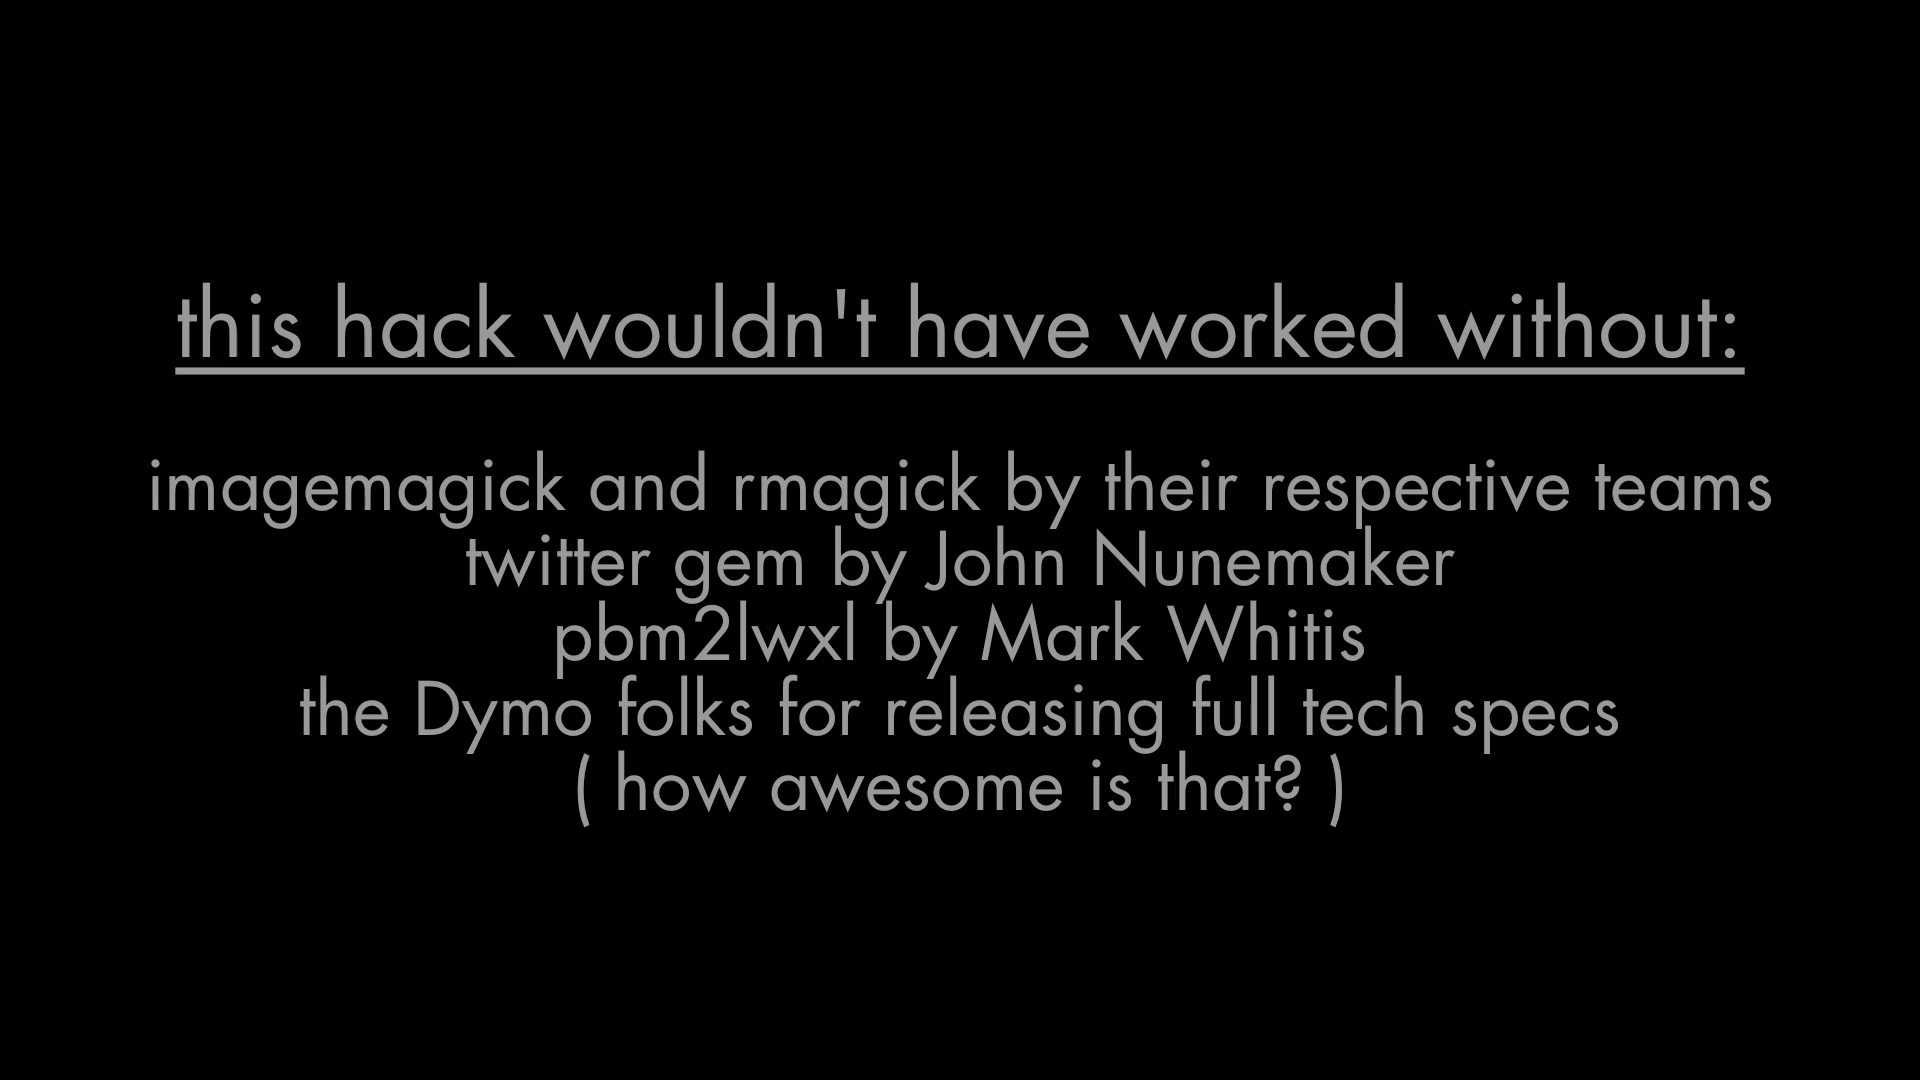 this hack wouldn't have worked without:
imagemagick and rmagick by their respective teams
twitter gem by John Nunemaker
pbm2lwxl by Mark Whitis
the Dymo folks for releasing full tech specs
( how awesome is that? )